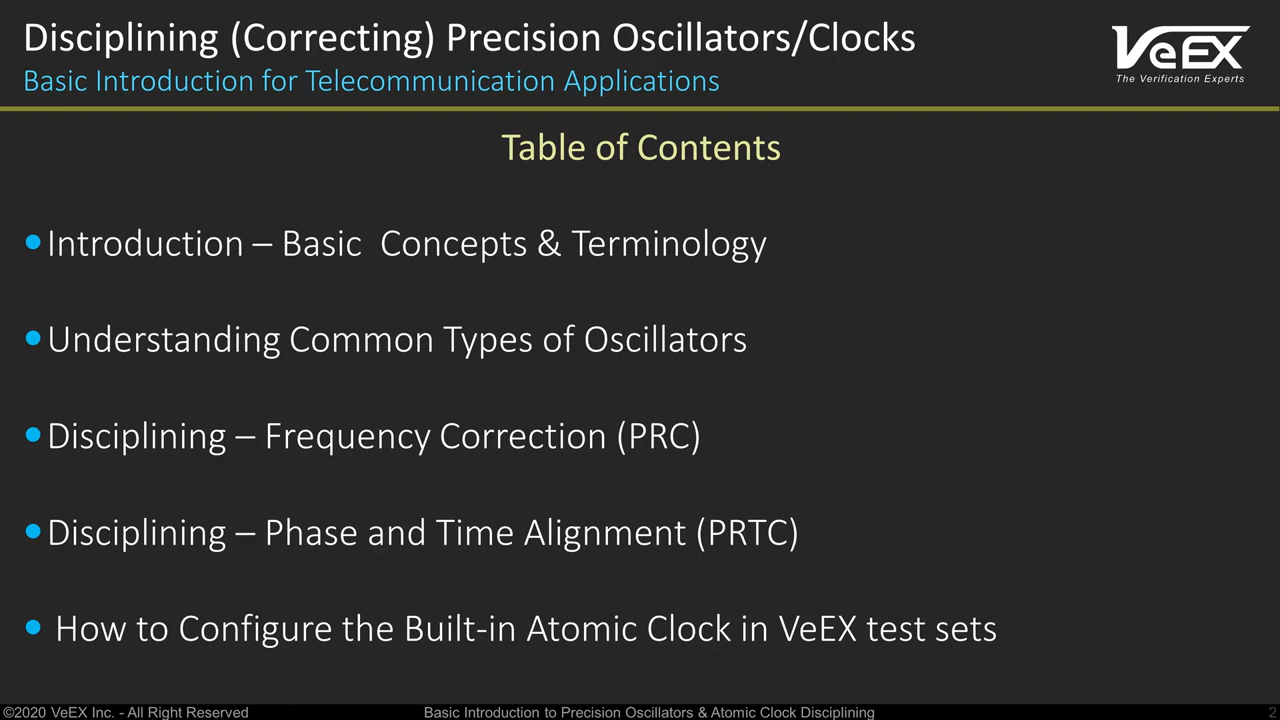 Disciplining (Correcting) Precision Oscillators/Clocks
Basic Introduction for Telecommunication Applications
VeEX
The Verification Experts
Table of Contents
•Introduction – Basic  Concepts & Terminology
•Understanding Common Types of Oscillators
•Disciplining – Frequency Correction (PRC)
•Disciplining – Phase and Time Alignment (PRTC)
• How to Configure the Built-in Atomic Clock in VeEX test sets
©2020 VeEX Inc. - All Right Reserved
Basic Introduction to Precision Oscillators & Atomic Clock Disciplining
2